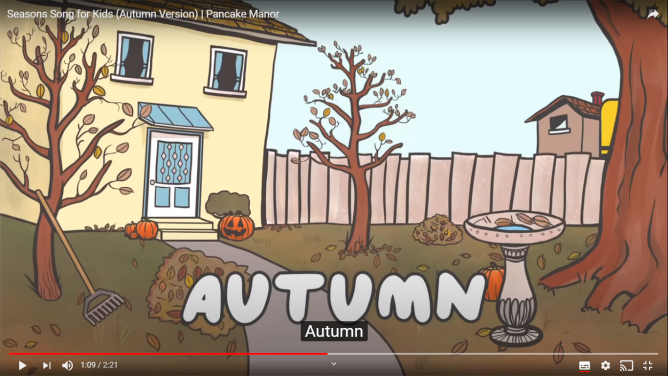 Seasons Song for Kids (Autumn Version) | Pancake Manor
AUTUMN
Autumn
1:09 / 2:21